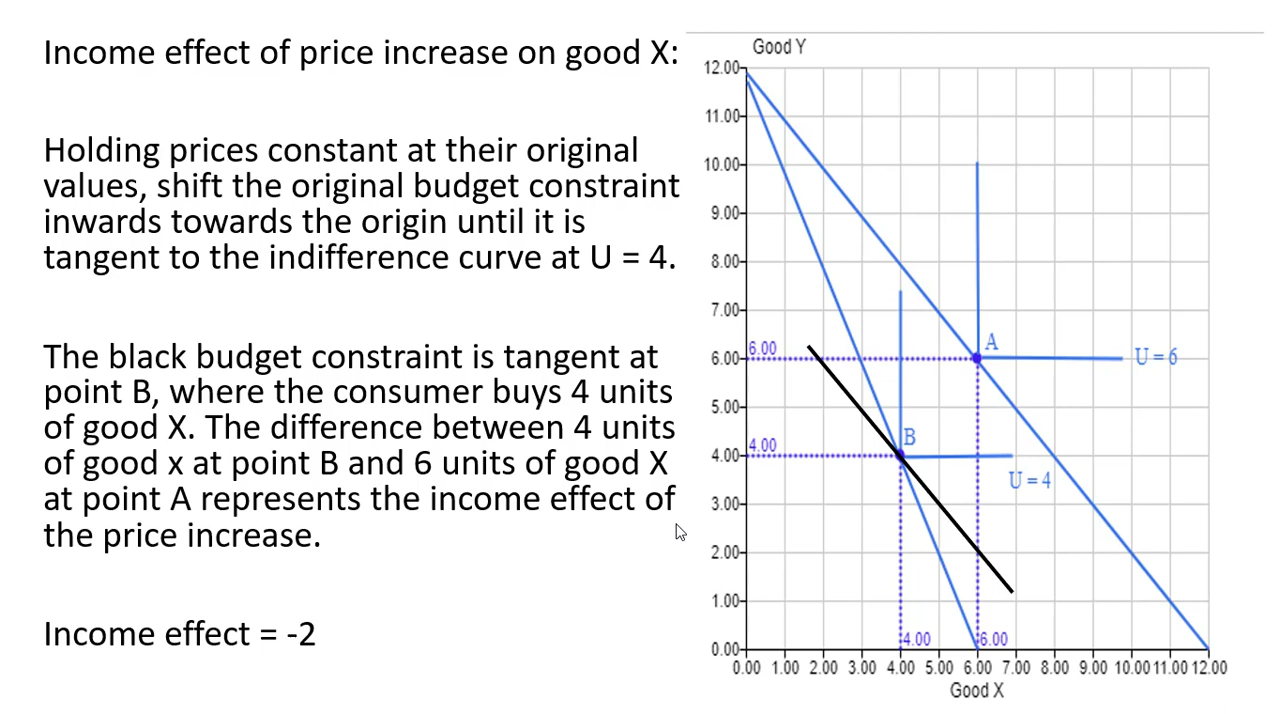 Income effect of price increase on good X:
Holding prices constant at their original
values, shift the original budget constraint
inwards towards the origin until it is
tangent to the indifference curve at U = 4.
The black budget constraint is tangent at
point B, where the consumer buys 4 units
of good X. The difference between 4 units
of good x at point B and 6 units of good X
at point A represents the income effect of
the price increase.
Income effect = -2
Good Y
12.00
11.00
10.00
9.00
8.00
7.00
6.00
5.00
4.00
3.00
2.00
1.00
0.00
6.00
A
U = 6
4.00
B
U = 4
4.00
6.00
0.00 1.00 2.00 3.00 4.00 5.00 6.00 7.00 8.00 9.00 10.00 11.00 12.00
Good X